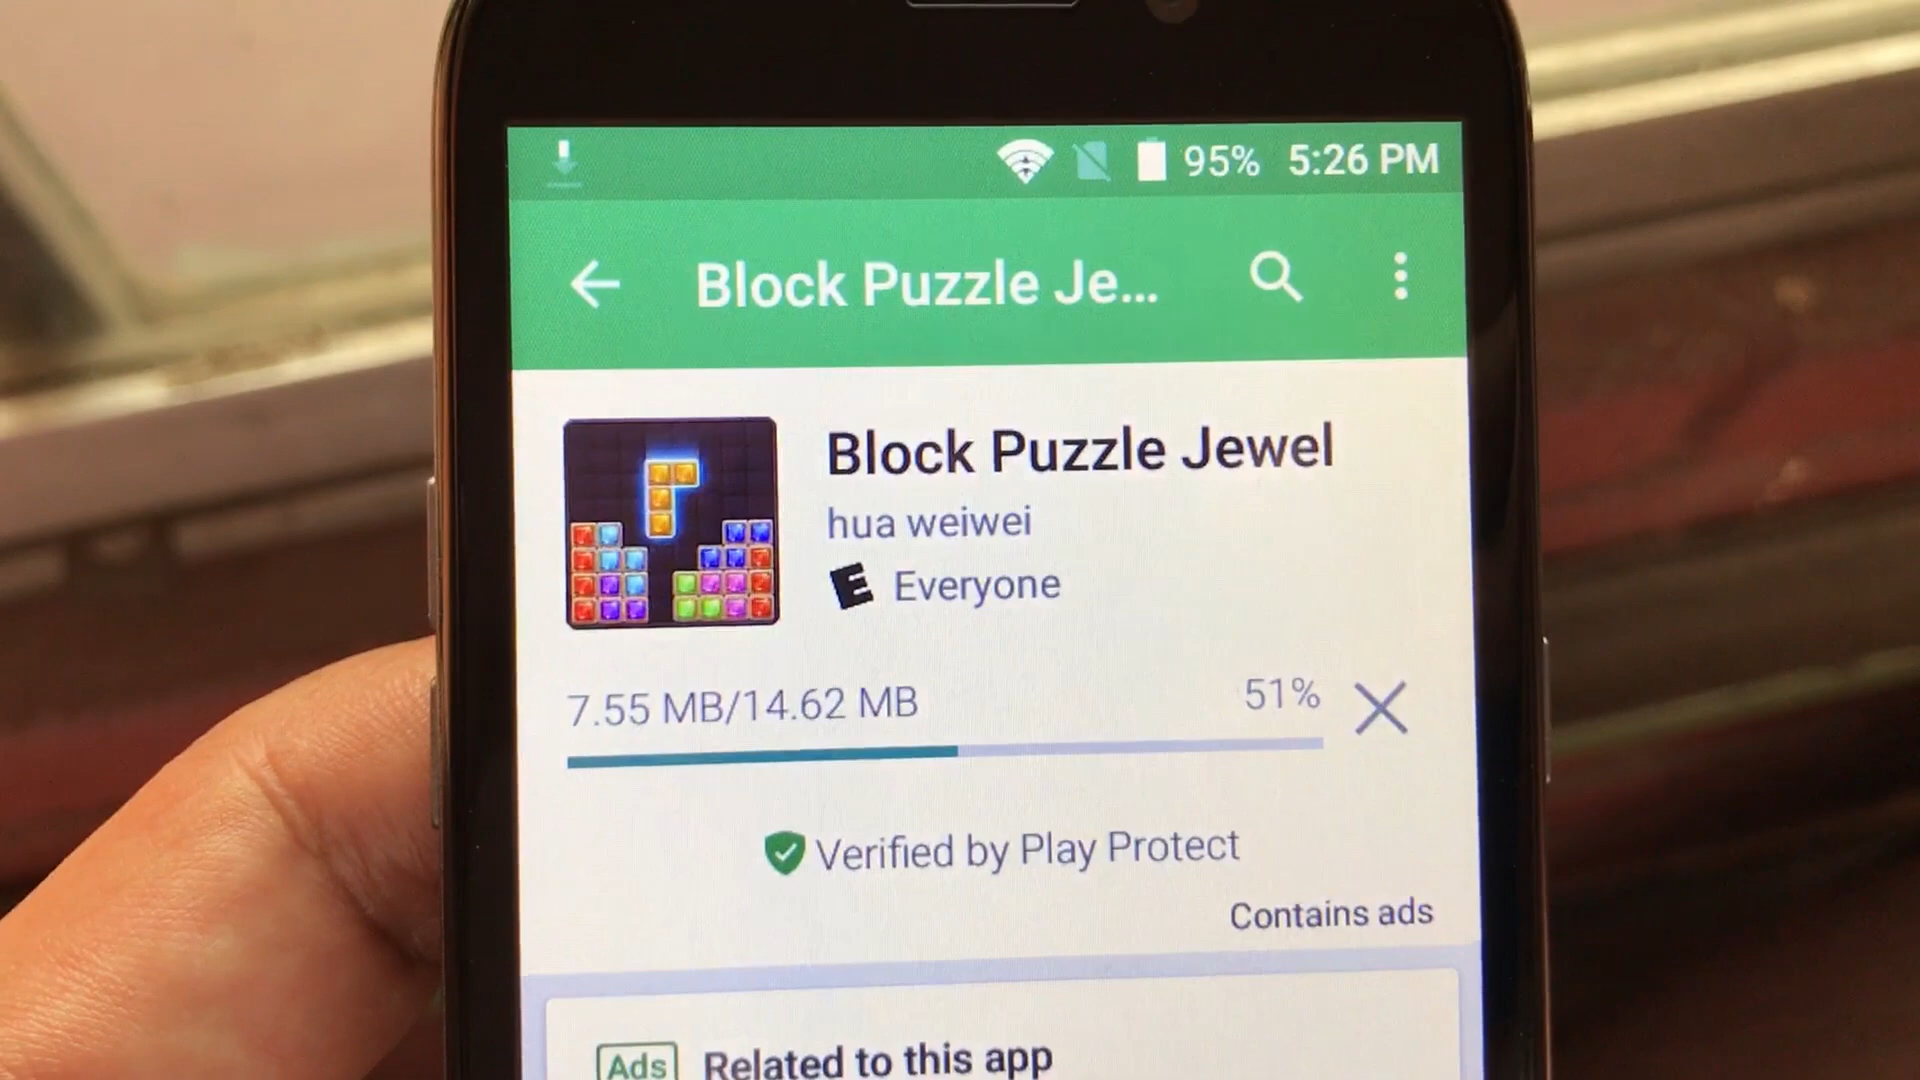 95% 5:26 PM
Block Puzzle Je...
Block Puzzle Jewel
hua weiwei
E Everyone
7.55 MB/14.62 MB 51%
Verified by Play Protect
Contains ads
Ads Related to this app